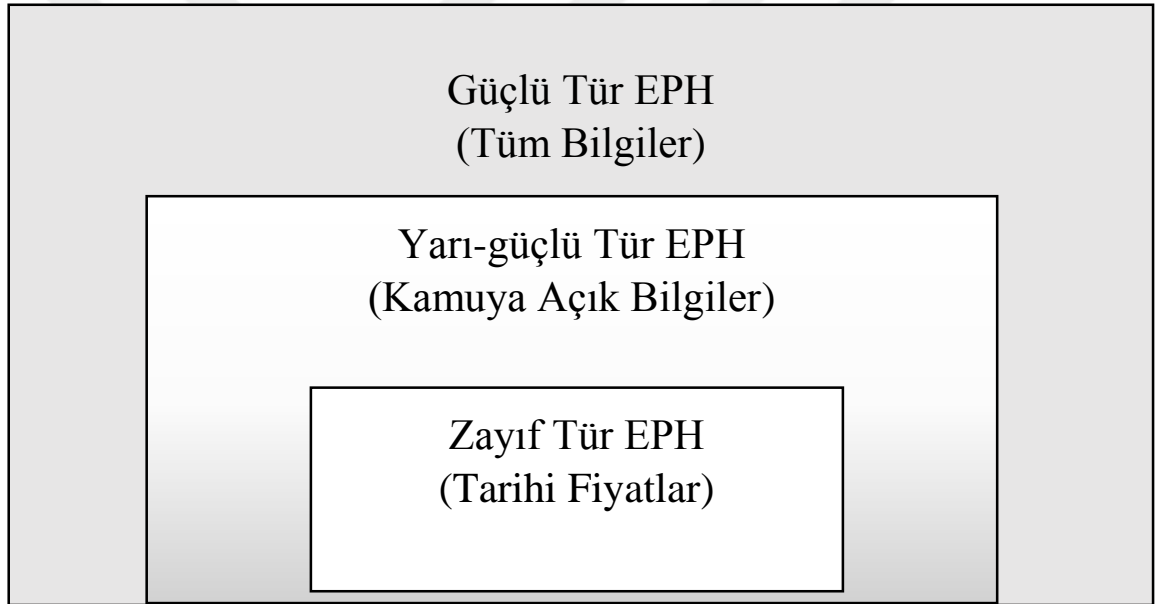 Güçlü Tür EPH
(Tüm Bilgiler)
Yarı-güçlü Tür EPH
(Kamuya Açık Bilgiler)
Zayıf Tür EPH
(Tarihi Fiyatlar)